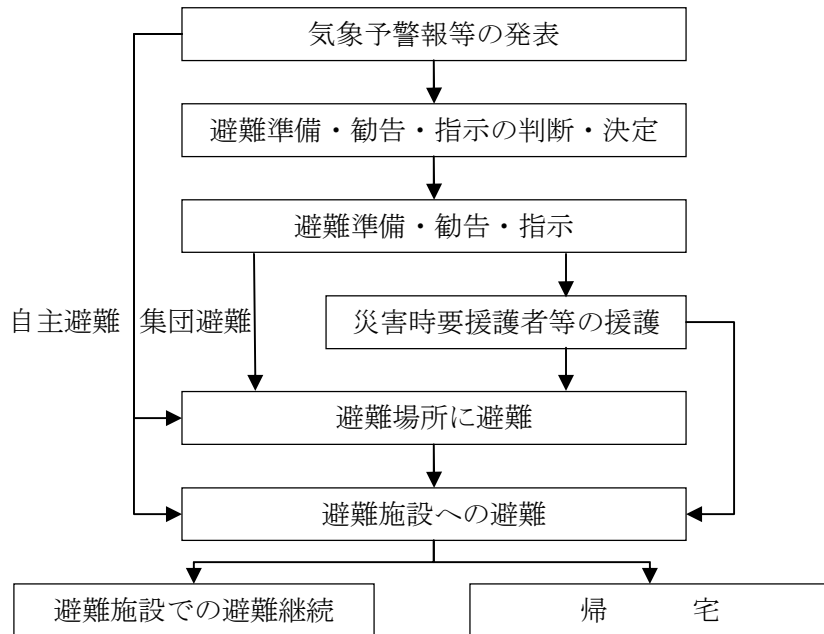 気象予警報等の発表
避難準備・勧告・指示の判断・決定
避難準備・勧告・指示
自主避難
集団避難
災害時要援護者等の援護
避難場所に避難
避難施設への避難
避難施設での避難継続
帰 宅